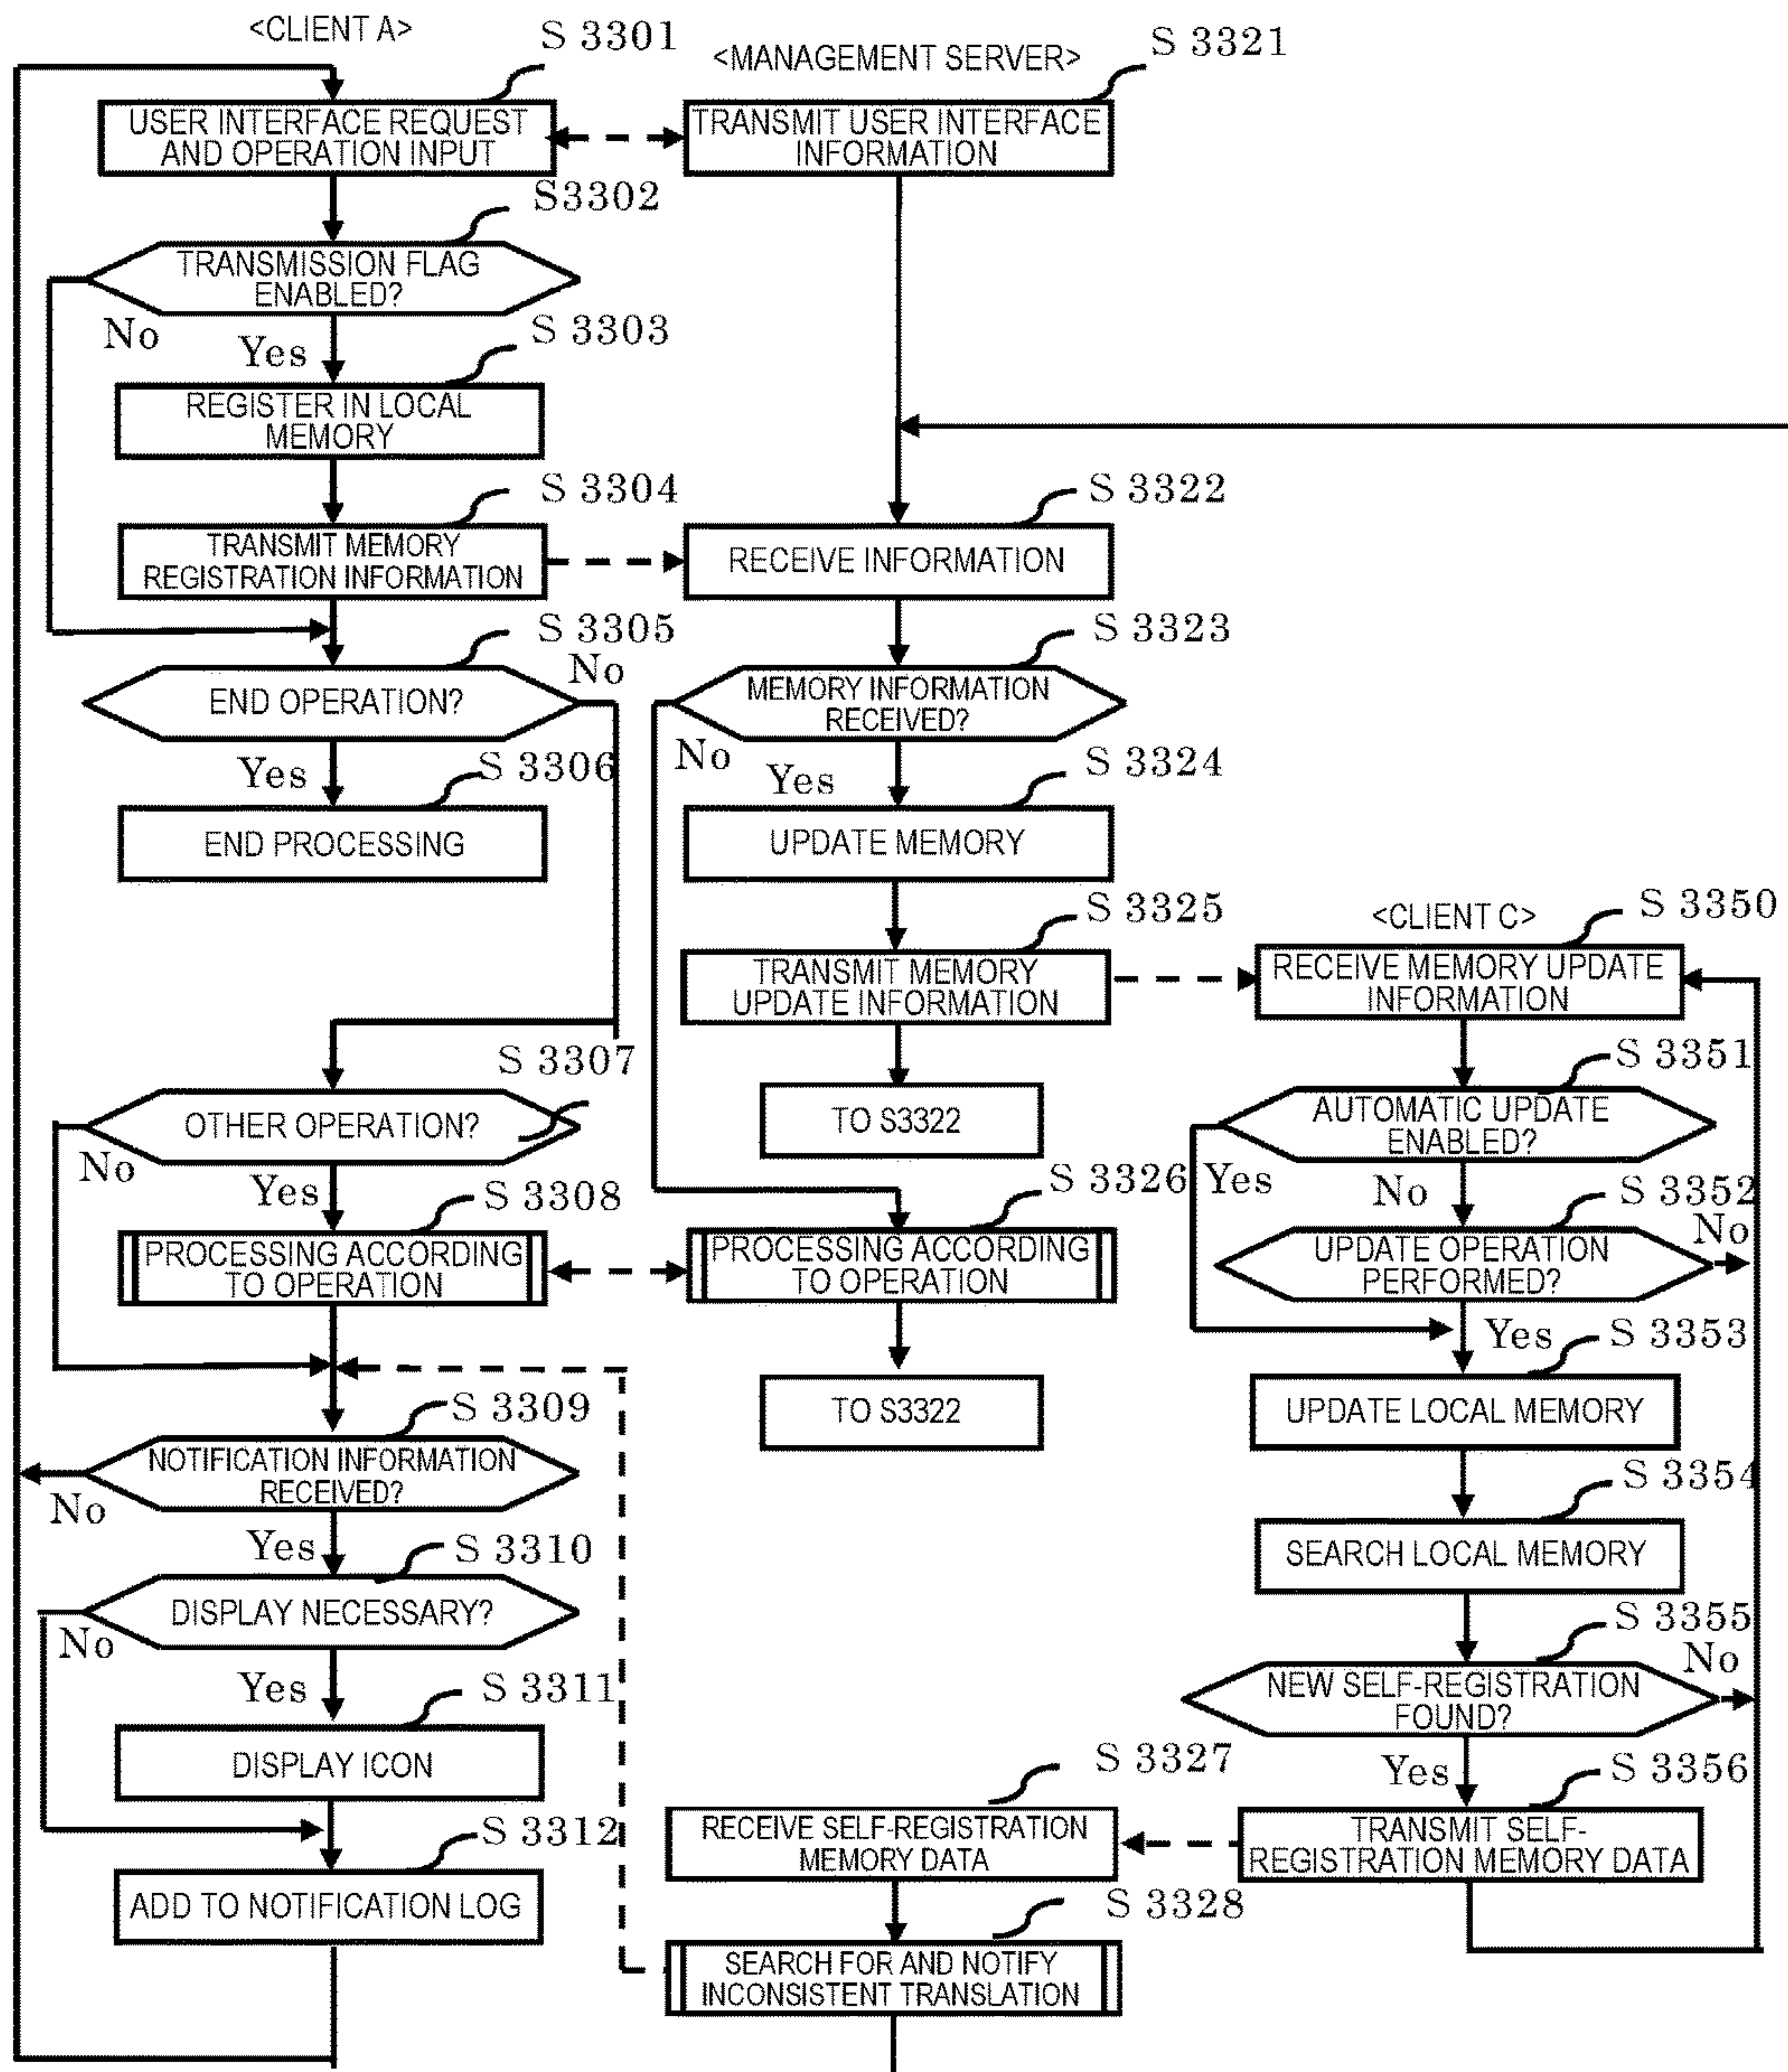 <CLIENT A>
S 3301
USER INTERFACE REQUEST
AND OPERATION INPUT
S3302
TRANSMISSION FLAG
ENABLED?
No
Yes
S 3303
REGISTER IN LOCAL
MEMORY
S 3304
TRANSMIT MEMORY
REGISTRATION INFORMATION
S 3305
END OPERATION?
No
Yes
S 3306
END PROCESSING
S 3307
OTHER OPERATION?
No
Yes
S 3308
PROCESSING ACCORDING
TO OPERATION
S 3309
NOTIFICATION INFORMATION
RECEIVED?
No
Yes
S 3310
DISPLAY NECESSARY?
No
Yes
S 3311
DISPLAY ICON
S 3312
ADD TO NOTIFICATION LOG
<MANAGEMENT SERVER>
S 3321
TRANSMIT USER INTERFACE
INFORMATION
S 3322
RECEIVE INFORMATION
S 3323
MEMORY INFORMATION
RECEIVED?
No
Yes
S 3324
UPDATE MEMORY
S 3325
TRANSMIT MEMORY
UPDATE INFORMATION
TO S3322
S 3326
PROCESSING ACCORDING
TO OPERATION
TO S3322
S 3327
RECEIVE SELF-REGISTRATION
MEMORY DATA
S 3328
SEARCH FOR AND NOTIFY
INCONSISTENT TRANSLATION
<CLIENT C>
S 3350
RECEIVE MEMORY UPDATE
INFORMATION
S 3351
AUTOMATIC UPDATE
ENABLED?
Yes
No
S 3352
UPDATE OPERATION
PERFORMED?
No
Yes
S 3353
UPDATE LOCAL MEMORY
S 3354
SEARCH LOCAL MEMORY
S 3355
NEW SELF-REGISTRATION
FOUND?
No
Yes
S 3356
TRANSMIT SELF-
REGISTRATION MEMORY DATA